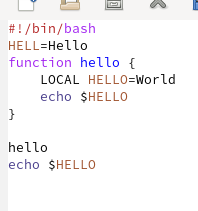 #!/bin/bash
HELL=Hello
function hello {
    LOCAL HELLO=World
    echo $HELLO
}

hello
echo $HELLO